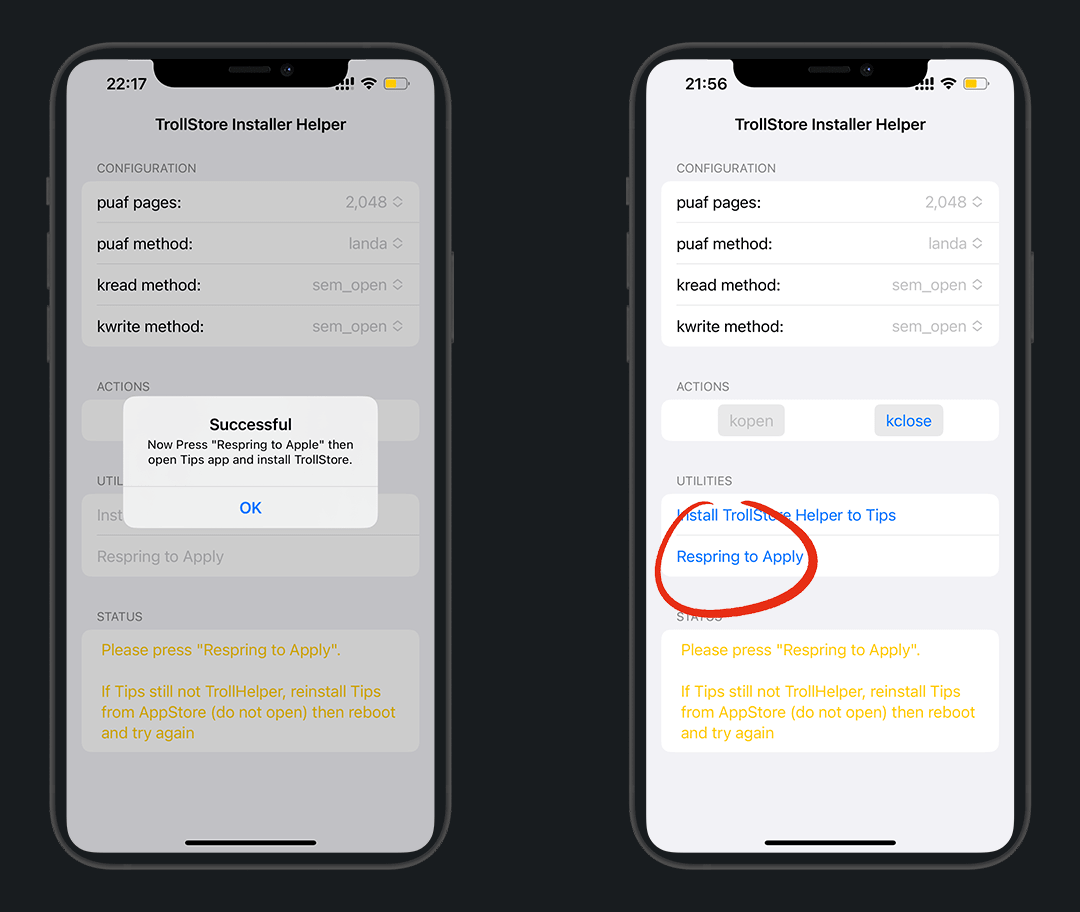 22:17
TrollStore Installer Helper
CONFIGURATION
puaf pages: 2,048
puaf method: landa
kread method: sem_open
kwrite method: sem_open
ACTIONS
Successful
Now Press "Respring to Apple" then
open Tips app and install TrollStore.
OK
UTIL
Inst
Respring to Apply
STATUS
Please press "Respring to Apply".
If Tips still not TrollHelper, reinstall Tips
from AppStore (do not open) then reboot
and try again
21:56
TrollStore Installer Helper
CONFIGURATION
puaf pages: 2,048
puaf method: landa
kread method: sem_open
kwrite method: sem_open
ACTIONS
kopen kclose
UTILITIES
Install TrollStore Helper to Tips
Respring to Apply
STATUS
Please press "Respring to Apply".
If Tips still not TrollHelper, reinstall Tips
from AppStore (do not open) then reboot
and try again